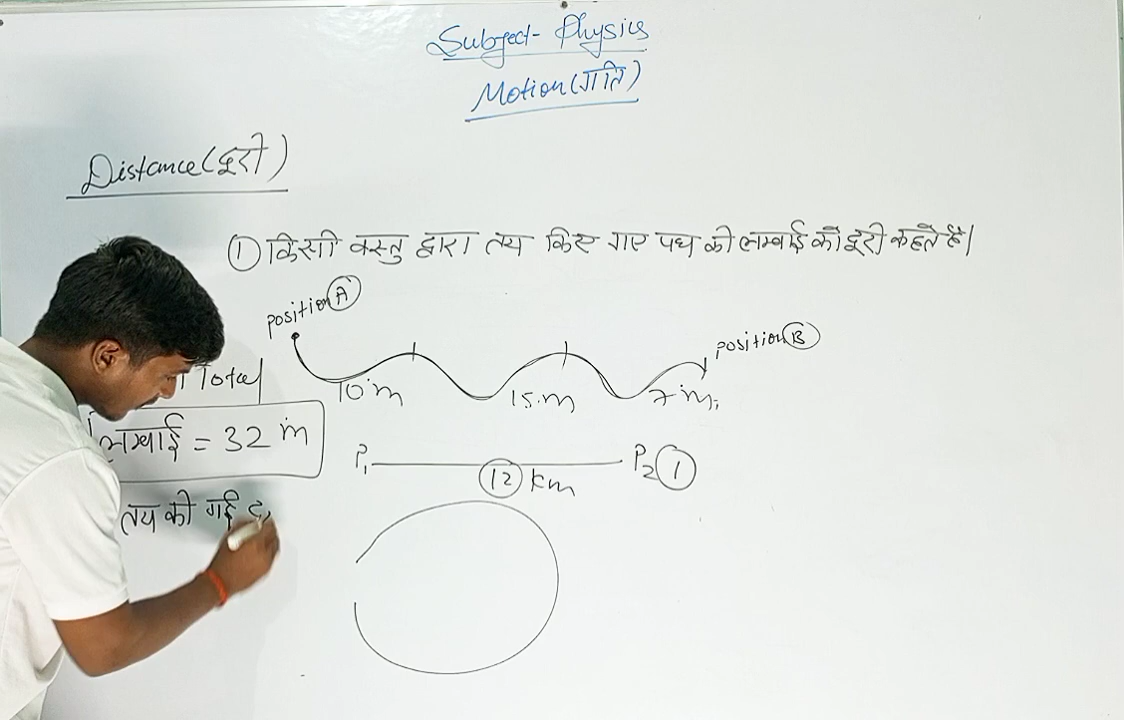 Subject- Physics
Motion(गति)
Distance(दूरी)
① किसी वस्तु द्वारा तय किए गए पथ की लम्बाई को दूरी कहते है।
position Ⓐ
position Ⓑ
10 m
15 m
7 m
Total
लम्बाई = 32 m
P₁
P₂ ①
⑫ km
तय की गई